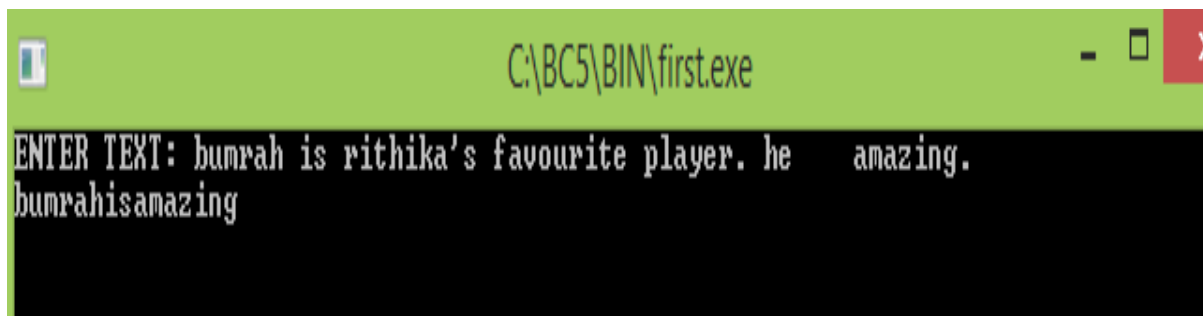 C:\BC5\BIN\first.exe
ENTER TEXT: bumrah is rithika's favourite player. he    amazing.
bumrahisamazing